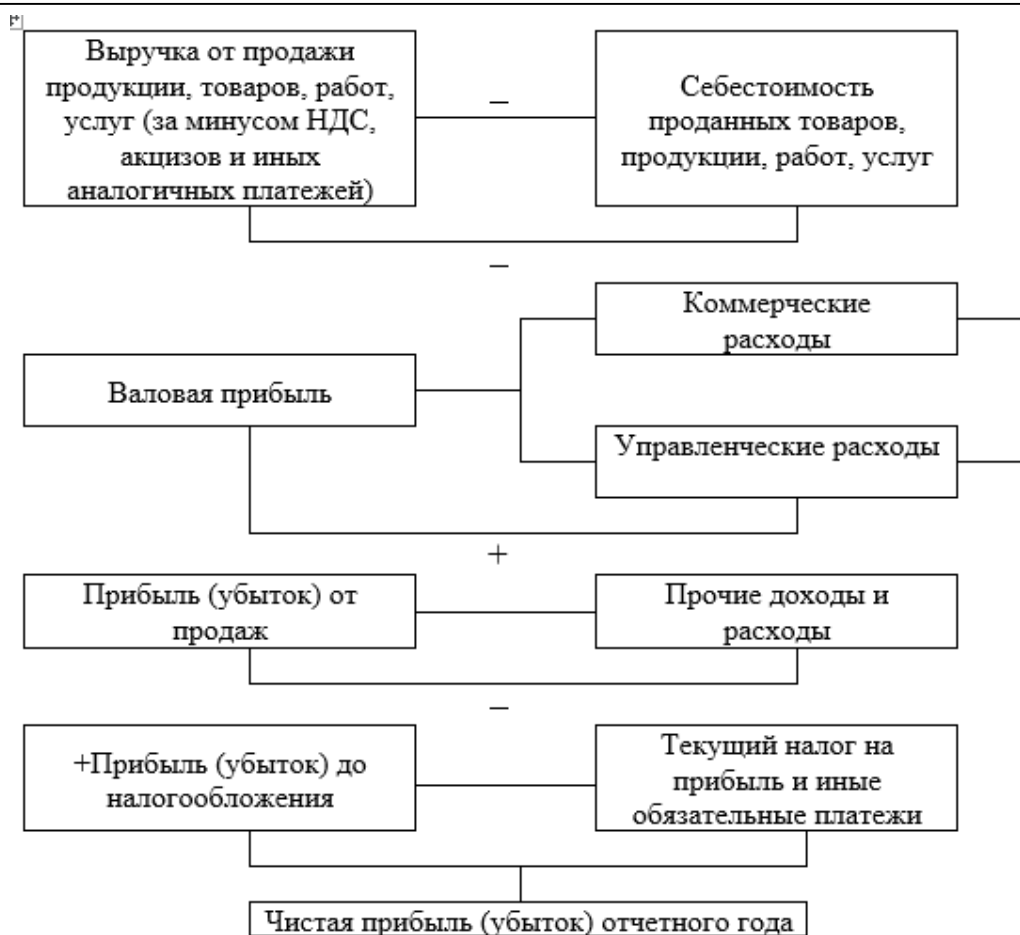 Выручка от продажи
продукции, товаров, работ,
услуг (за минусом НДС,
акцизов и иных
аналогичных платежей)
–
Себестоимость
проданных товаров,
продукции, работ, услуг
–
Коммерческие
расходы
Валовая прибыль
Управленческие расходы
+
Прибыль (убыток) от
продаж
Прочие доходы и
расходы
–
+Прибыль (убыток) до
налогообложения
Текущий налог на
прибыль и иные
обязательные платежи
Чистая прибыль (убыток) отчетного года